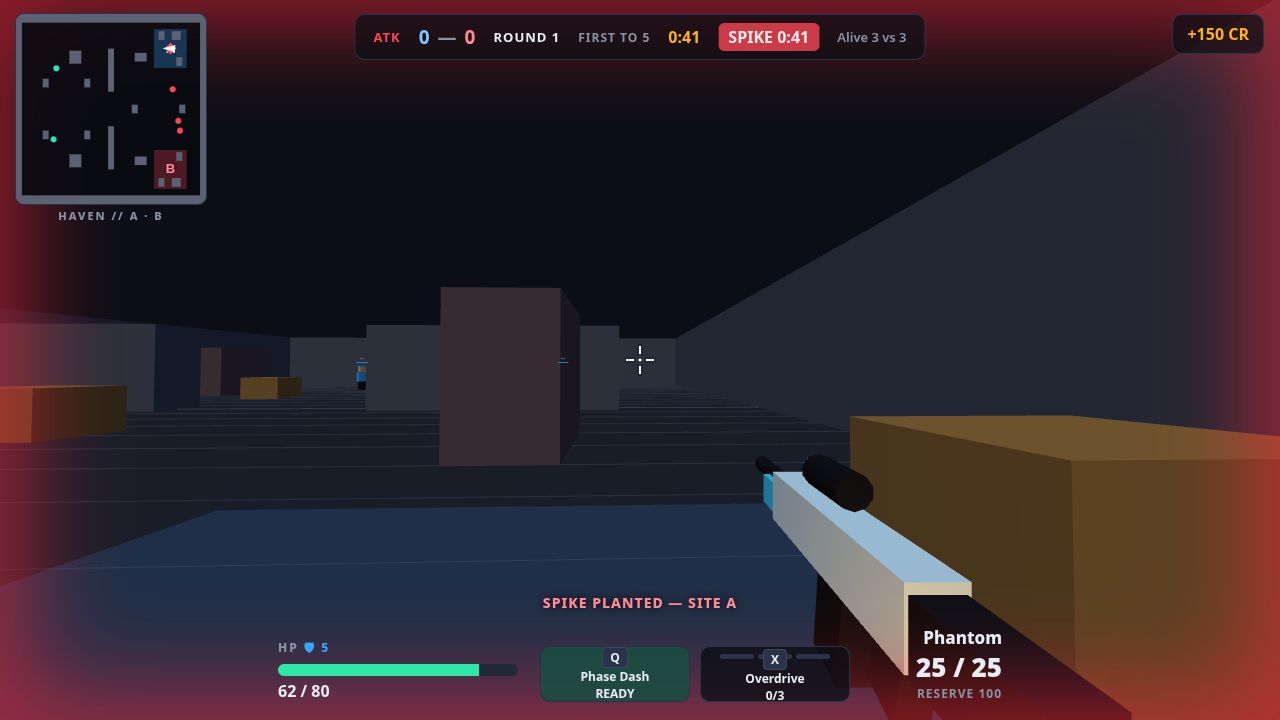 ATK 0 — 0 ROUND 1 FIRST TO 5 0:41 SPIKE 0:41 Alive 3 vs 3
+150 CR
B
HAVEN // A · B
SPIKE PLANTED — SITE A
HP 5
62 / 80
Q
Phase Dash
READY
X
Overdrive
0/3
Phantom
25 / 25
RESERVE 100